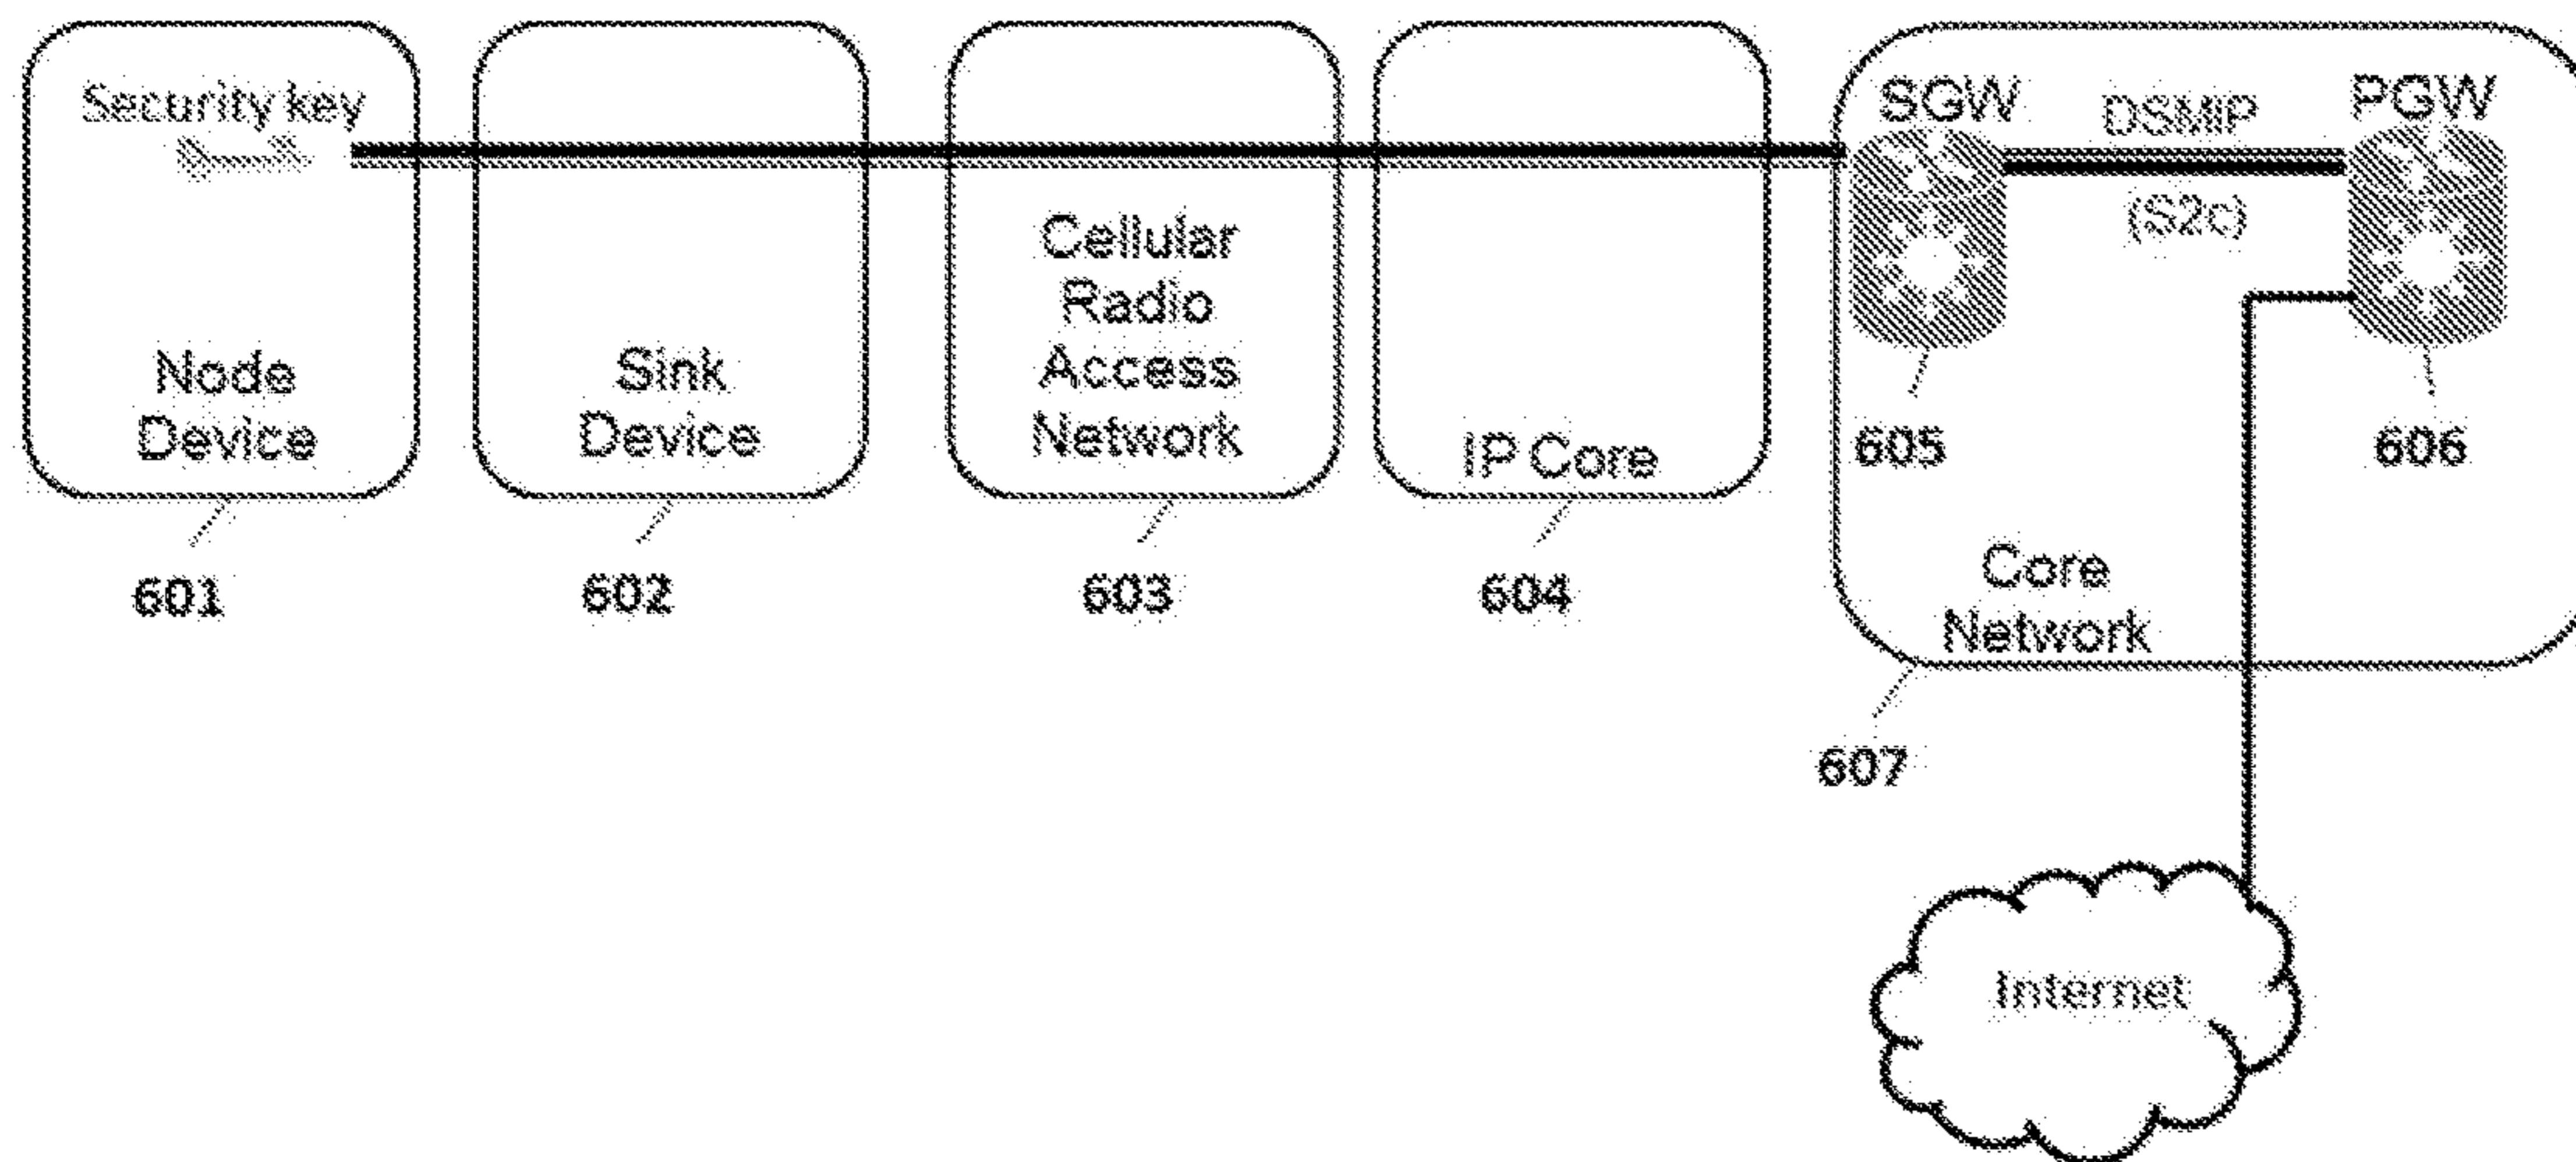 Security key
Node
Device
601
Sink
Device
602
Cellular
Radio
Access
Network
603
IP Core
604
SGW
DSMIP
PGW
(S2c)
605
606
Core
Network
607
Internet